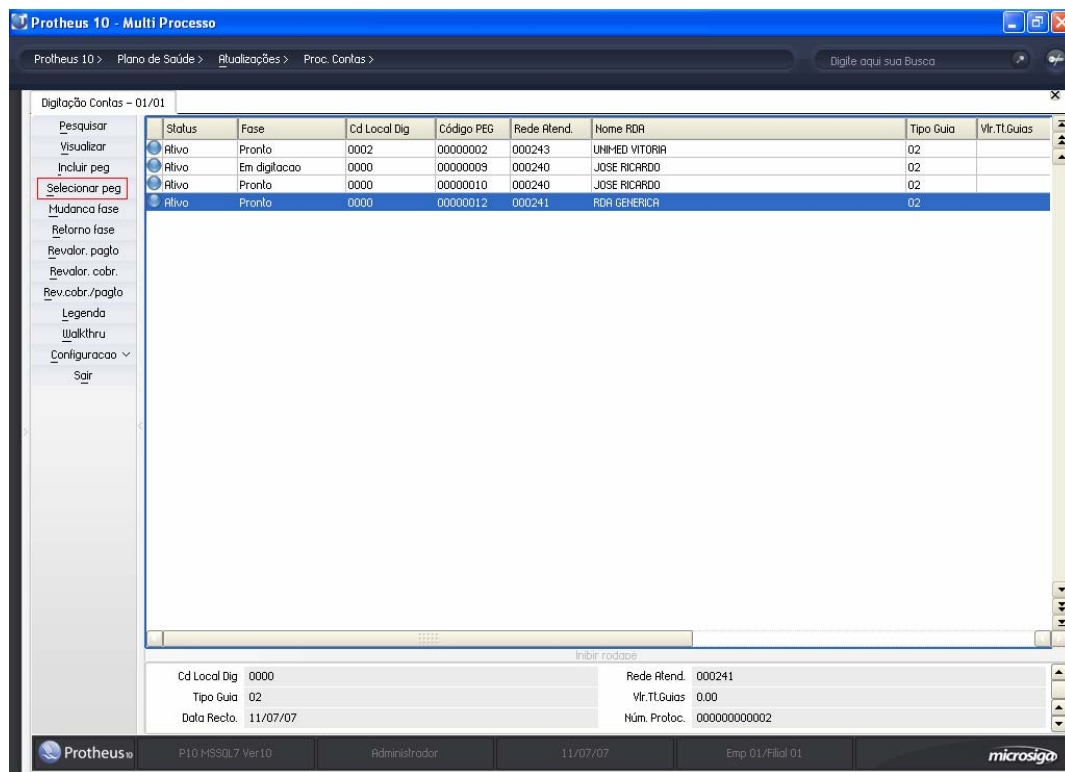 Protheus 10 - Multi Processo
Protheus 10 > Plano de Saúde > Atualizações > Proc. Contas >
Digite aqui sua Busca
Digitação Contas - 01/01
Pesquisar
Visualizar
Incluir peg
Selecionar peg
Mudanca fase
Retorno fase
Revalor. pagto
Revalor. cobr.
Rev.cobr./pagto
Legenda
Walkthru
Configuracao
Sair
Status Fase Cd Local Dig Código PEG Rede Atend. Nome RDA Tipo Guia Vlr.Tt.Guias
Ativo Pronto 0002 00000002 000243 UNIMED VITORIA 02
Ativo Em digitacao 0000 00000009 000240 JOSE RICARDO 02
Ativo Pronto 0000 00000010 000240 JOSE RICARDO 02
Ativo Pronto 0000 00000012 000241 RDA GENERICA 02
Inibir rodapé
Cd Local Dig 0000 Rede Atend. 000241
Tipo Guia 02 Vlr.Tt.Guias 0.00
Data Recto. 11/07/07 Núm. Protoc. 000000000002
Protheus 10 P10 MSSQL7 Ver10 Administrador 11/07/07 Emp 01/Filial 01 microsiga